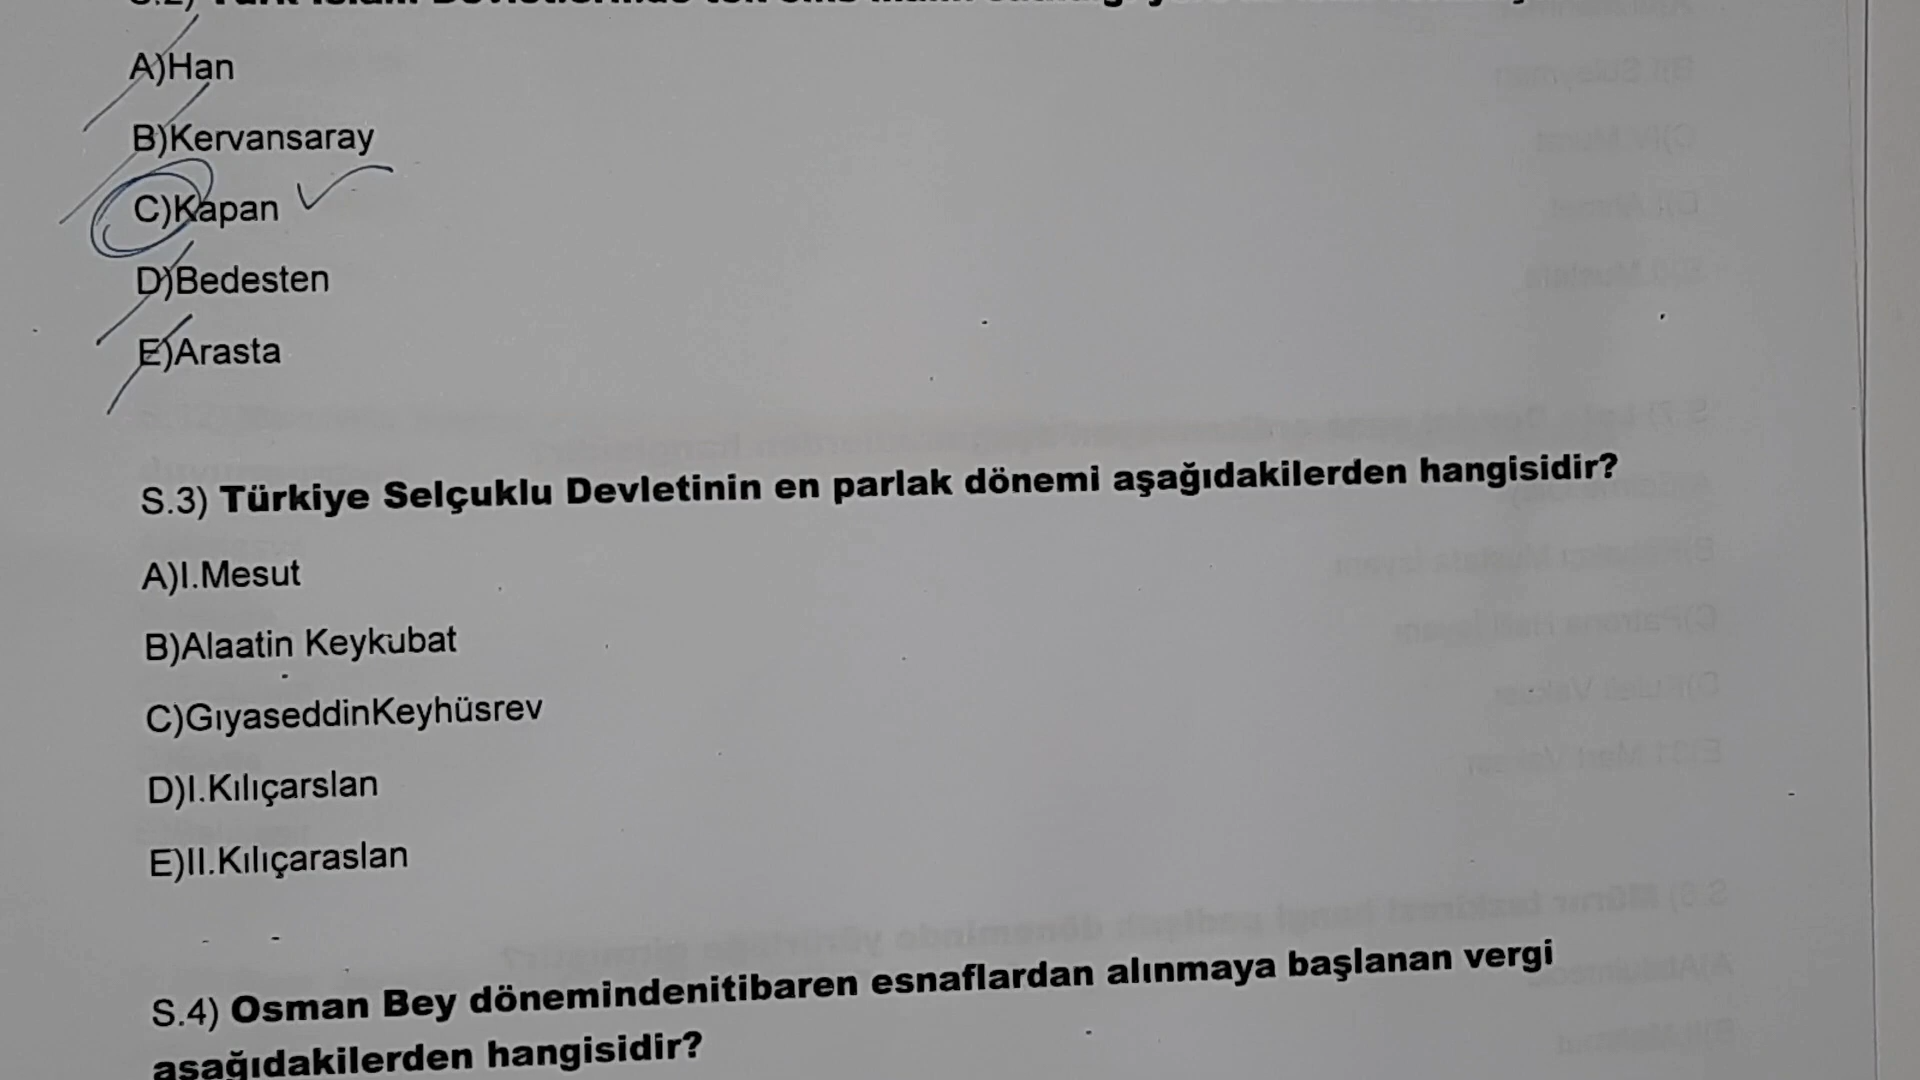 A)Han
B)Kervansaray
C)Kapan
D)Bedesten
E)Arasta
S.3) Türkiye Selçuklu Devletinin en parlak dönemi aşağıdakilerden hangisidir?
A)I.Mesut
B)Alaatin Keykubat
C)GıyaseddinKeyhüsrev
D)I.Kılıçarslan
E)II.Kılıçaraslan
S.4) Osman Bey dönemindenitibaren esnaflardan alınmaya başlanan vergi
aşağıdakilerden hangisidir?